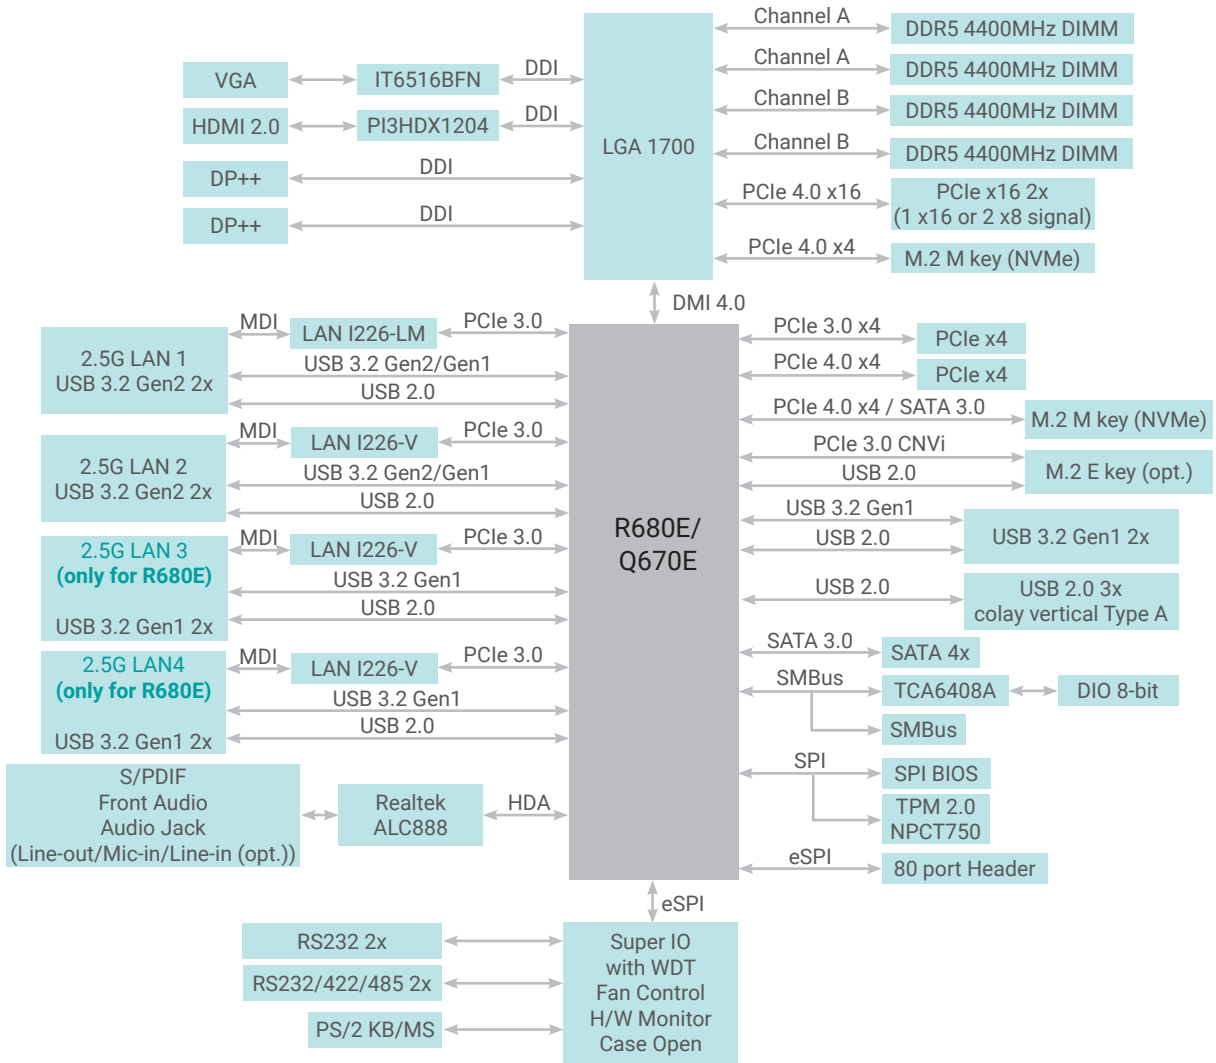 VGA
IT6516BFN
DDI
HDMI 2.0
PI3HDX1204
DDI
DP++
DDI
DP++
DDI
LGA 1700
Channel A
DDR5 4400MHz DIMM
Channel A
DDR5 4400MHz DIMM
Channel B
DDR5 4400MHz DIMM
Channel B
DDR5 4400MHz DIMM
PCIe 4.0 x16
PCIe x16 2x
(1 x16 or 2 x8 signal)
PCIe 4.0 x4
M.2 M key (NVMe)
DMI 4.0
2.5G LAN 1
USB 3.2 Gen2 2x
MDI
LAN I226-LM
PCIe 3.0
USB 3.2 Gen2/Gen1
USB 2.0
2.5G LAN 2
USB 3.2 Gen2 2x
MDI
LAN I226-V
PCIe 3.0
USB 3.2 Gen2/Gen1
USB 2.0
2.5G LAN 3
(only for R680E)
USB 3.2 Gen1 2x
MDI
LAN I226-V
PCIe 3.0
USB 3.2 Gen1
USB 2.0
2.5G LAN4
(only for R680E)
USB 3.2 Gen1 2x
MDI
LAN I226-V
PCIe 3.0
USB 3.2 Gen1
USB 2.0
S/PDIF
Front Audio
Audio Jack
(Line-out/Mic-in/Line-in (opt.))
Realtek
ALC888
HDA
R680E/
Q670E
PCIe 3.0 x4
PCIe x4
PCIe 4.0 x4
PCIe x4
PCIe 4.0 x4 / SATA 3.0
M.2 M key (NVMe)
PCIe 3.0 CNVi
USB 2.0
M.2 E key (opt.)
USB 3.2 Gen1
USB 2.0
USB 3.2 Gen1 2x
USB 2.0
USB 2.0 3x
colay vertical Type A
SATA 3.0
SATA 4x
SMBus
TCA6408A
DIO 8-bit
SMBus
SPI
SPI BIOS
TPM 2.0
NPCT750
eSPI
80 port Header
eSPI
RS232 2x
RS232/422/485 2x
PS/2 KB/MS
Super IO
with WDT
Fan Control
H/W Monitor
Case Open